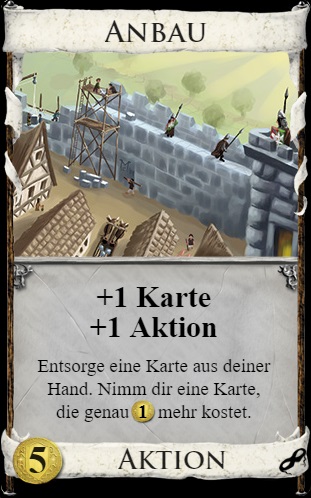 ANBAU
+1 Karte
+1 Aktion
Entsorge eine Karte aus deiner
Hand. Nimm dir eine Karte,
die genau 1 mehr kostet.
5 AKTION